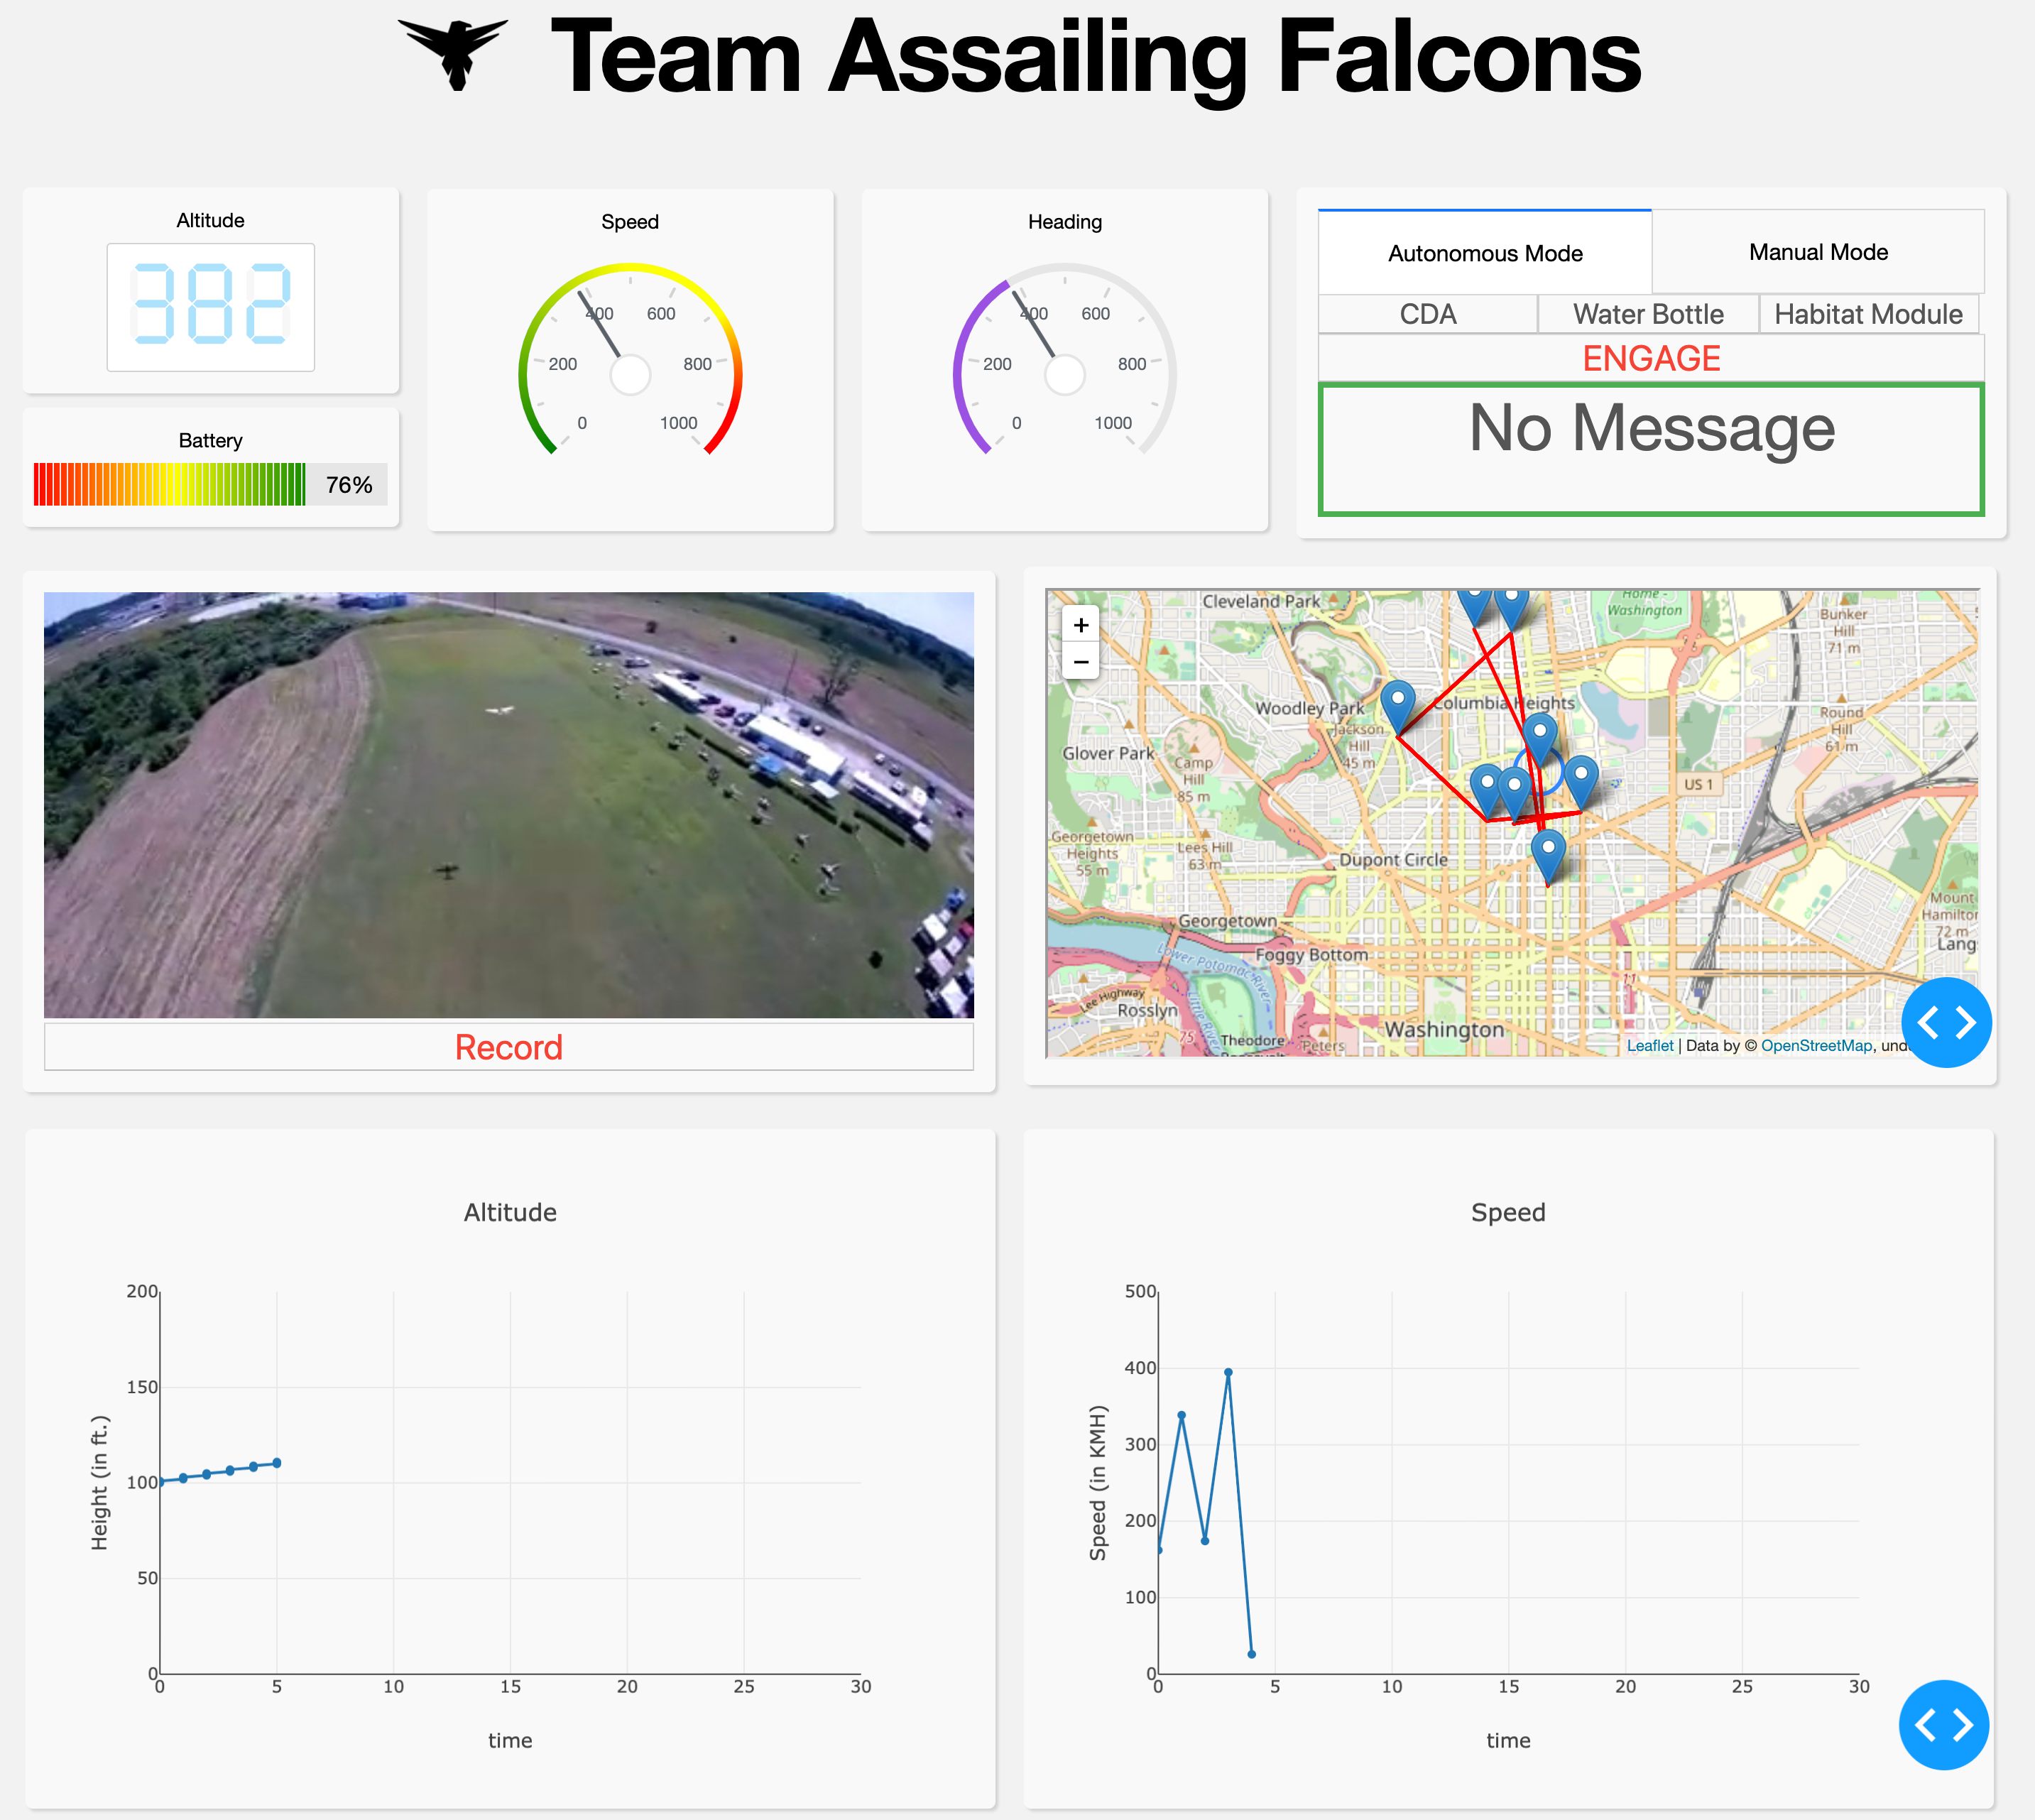 Team Assailing Falcons
Altitude
382
Battery
76%
Speed
0
200
400
600
800
1000
Heading
0
200
400
600
800
1000
Autonomous Mode
Manual Mode
CDA
Water Bottle
Habitat Module
ENGAGE
No Message
Record
+
−
Cleveland Park
Home -
Washington
Bunker
Hill
71 m
Woodley Park
Columbia Heights
Jackson
Hill
45 m
Round
Hill
61 m
Glover Park
Camp
Hill
85 m
US 1
Georgetown
Heights
55 m
Lees Hill
63 m
Dupont Circle
Mount
Hamilton
72 m
Lang
Georgetown
Foggy Bottom
Lower Potomac River
Little River
Lee Highway
Rosslyn
75
Theodore
Peters
Washington
Leaflet | Data by © OpenStreetMap, und
Altitude
Height (in ft.)
200
150
100
50
0
0 5 10 15 20 25 30
time
Speed
Speed (in KMH)
500
400
300
200
100
0
0 5 10 15 20 25 30
time